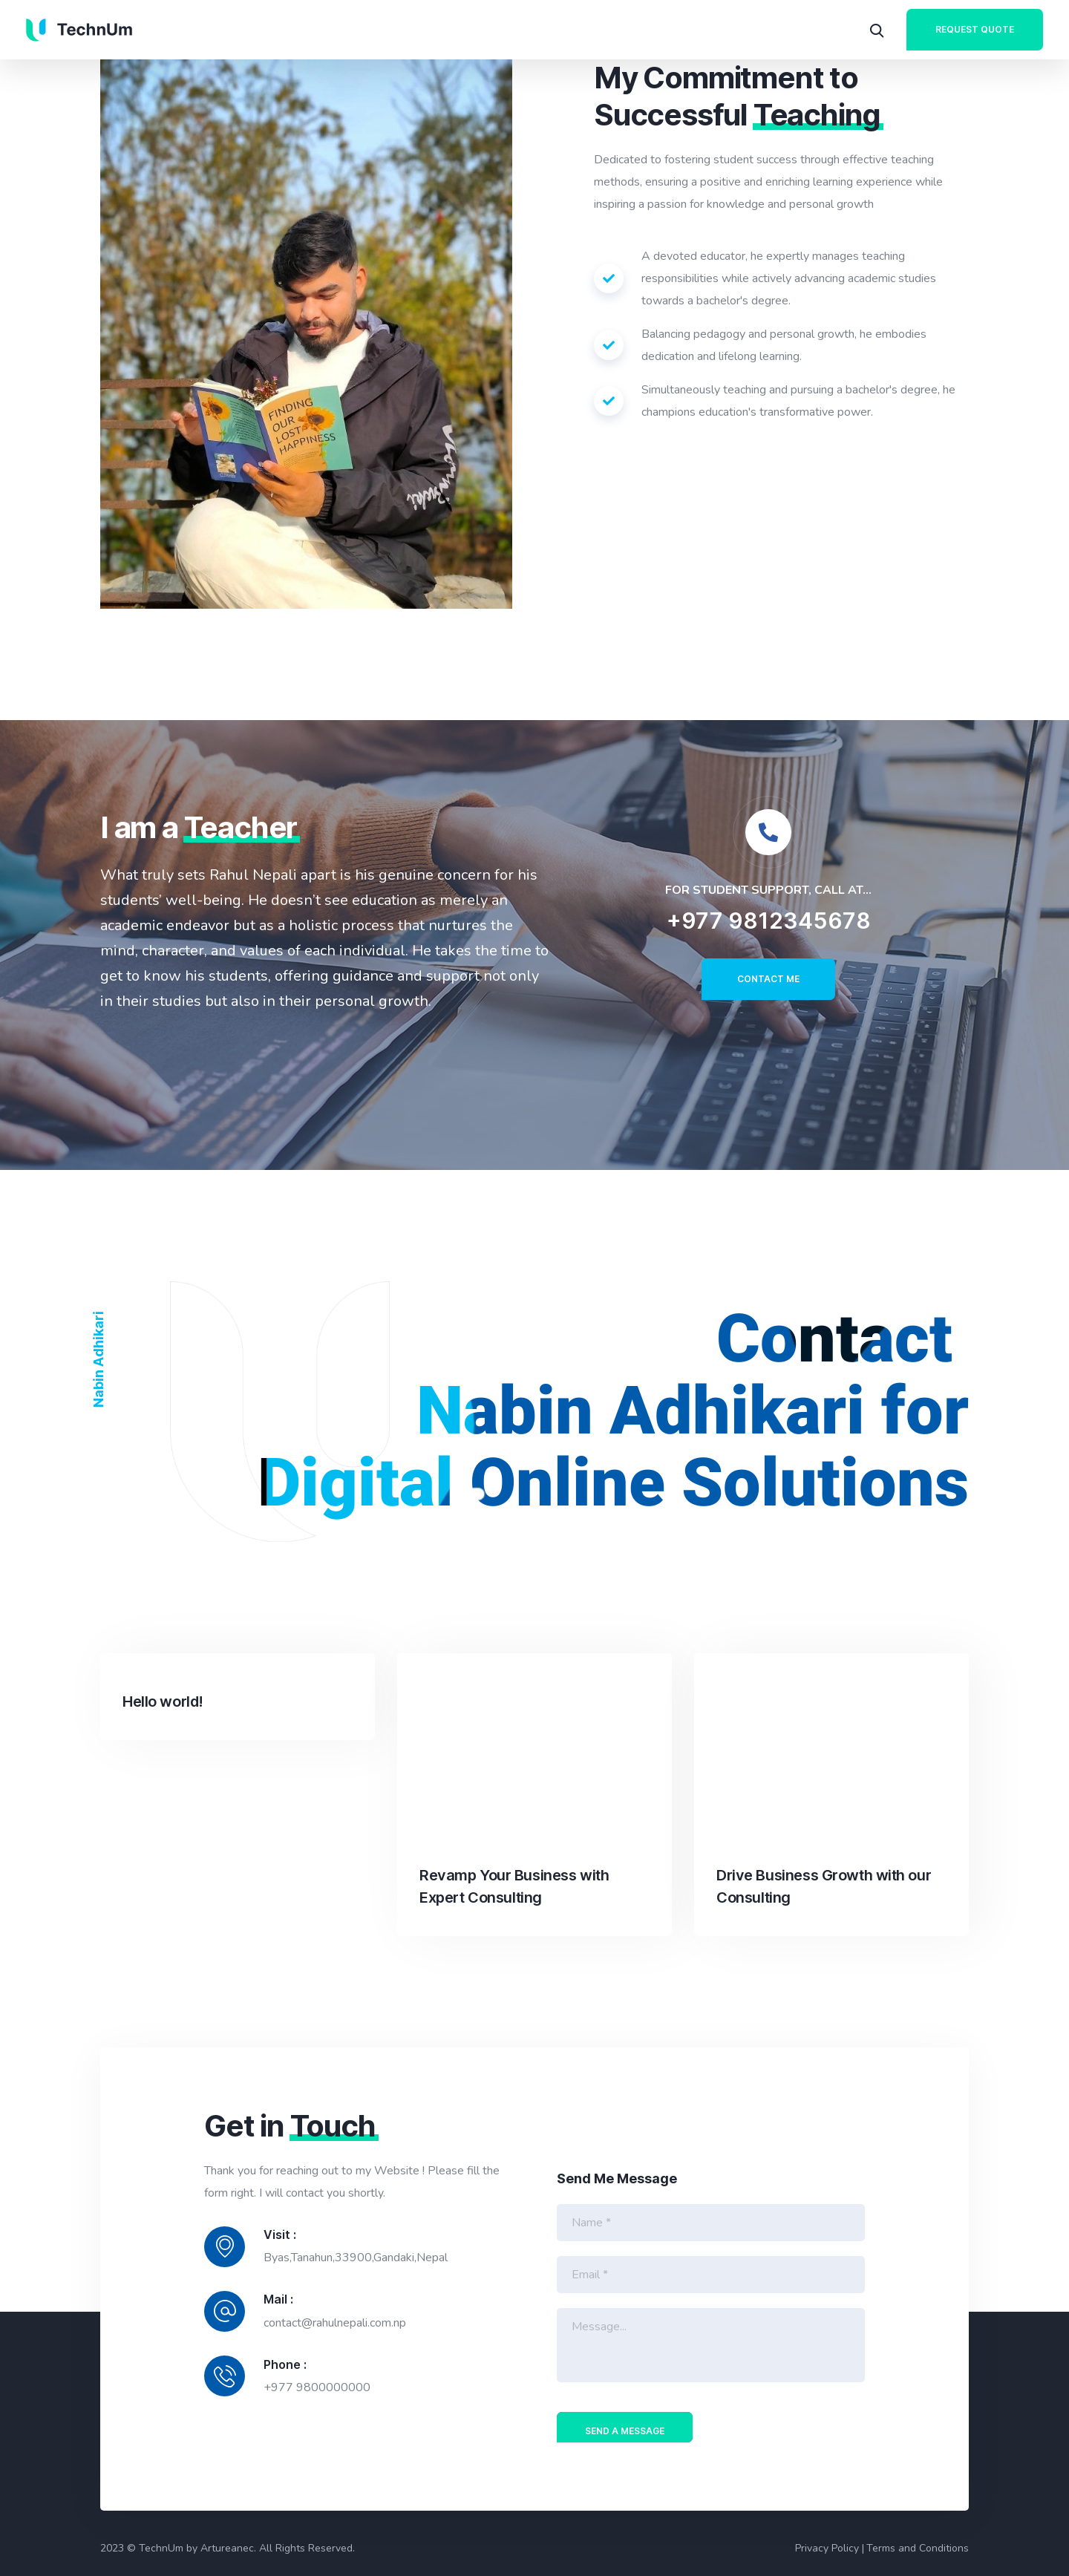 TechnUm
REQUEST QUOTE
My Commitment to
Successful Teaching
Dedicated to fostering student success through effective teaching
methods, ensuring a positive and enriching learning experience while
inspiring a passion for knowledge and personal growth
A devoted educator, he expertly manages teaching
responsibilities while actively advancing academic studies
towards a bachelor's degree.
Balancing pedagogy and personal growth, he embodies
dedication and lifelong learning.
Simultaneously teaching and pursuing a bachelor's degree, he
champions education's transformative power.
FINDING
OUR
LOST
HAPPINESS
I am a Teacher
What truly sets Rahul Nepali apart is his genuine concern for his
students’ well-being. He doesn’t see education as merely an
academic endeavor but as a holistic process that nurtures the
mind, character, and values of each individual. He takes the time to
get to know his students, offering guidance and support not only
in their studies but also in their personal growth.
FOR STUDENT SUPPORT, CALL AT...
+977 9812345678
CONTACT ME
Nabin Adhikari
Contact
Nabin Adhikari for
Digital Online Solutions
Hello world!
Revamp Your Business with
Expert Consulting
Drive Business Growth with our
Consulting
Get in Touch
Thank you for reaching out to my Website ! Please fill the
form right. I will contact you shortly.
Visit :
Byas,Tanahun,33900,Gandaki,Nepal
Mail :
contact@rahulnepali.com.np
Phone :
+977 9800000000
Send Me Message
Name *
Email *
Message...
SEND A MESSAGE
2023 © TechnUm by Artureanec. All Rights Reserved.
Privacy Policy | Terms and Conditions